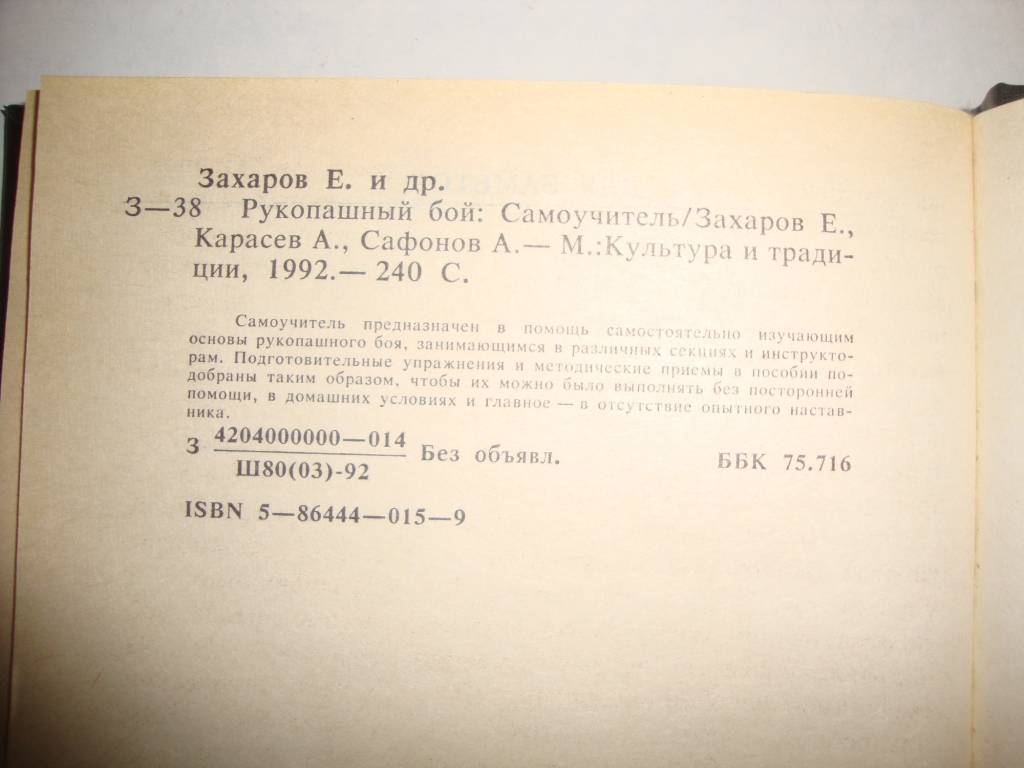 Захаров Е. и др.
З—38 Рукопашный бой: Самоучитель/Захаров Е.,
Карасев А., Сафонов А.— М.:Культура и тради-
ции, 1992.— 240 С.
Самоучитель предназначен в помощь самостоятельно изучающим
основы рукопашного боя, занимающимся в различных секциях и инструкто-
рам. Подготовительные упражнения и методические приемы в пособии по-
добраны таким образом, чтобы их можно было выполнять без посторонней
помощи, в домашних условиях и главное — в отсутствие опытного настав-
ника.
З 4204000000—014 Без объявл. ББК 75.716
Ш80(03)-92
ISBN 5—86444—015—9